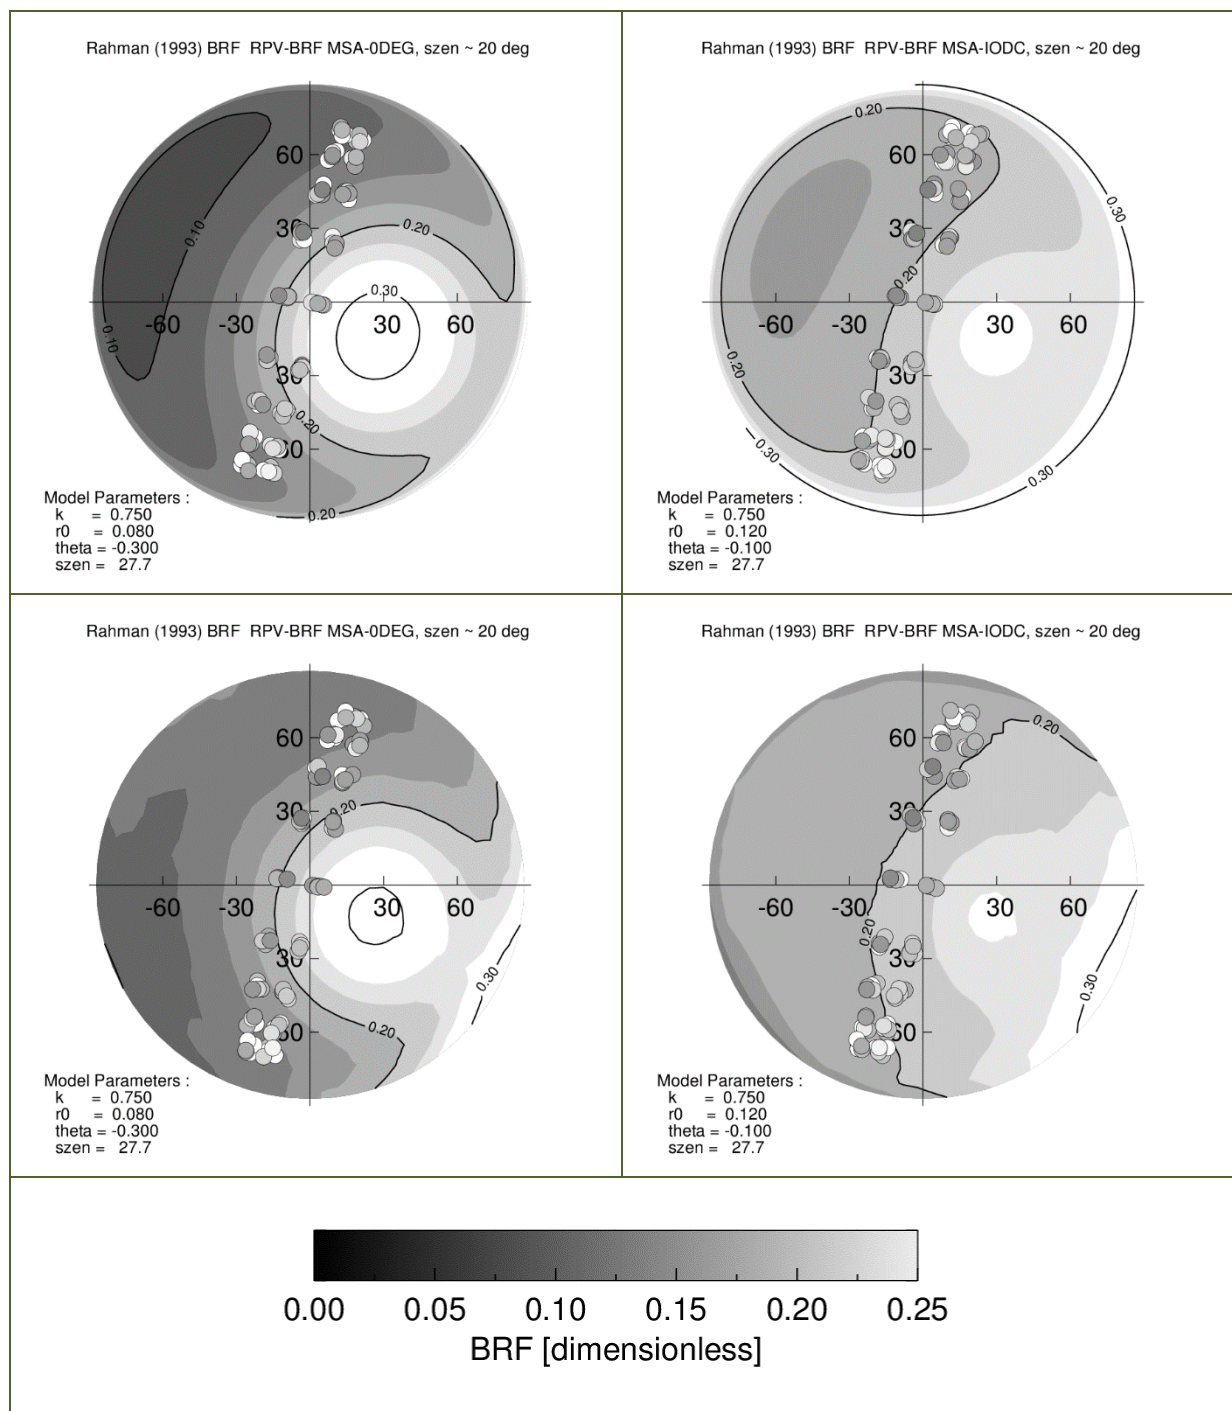 Rahman (1993) BRF RPV-BRF MSA-0DEG, szen ~ 20 deg
60
30
-60 -30 30 60
30
60
0.10
0.10
0.20
0.30
0.20
0.20
Model Parameters :
k = 0.750
r0 = 0.080
theta = -0.300
szen = 27.7
Rahman (1993) BRF RPV-BRF MSA-IODC, szen ~ 20 deg
60
30
-60 -30 30 60
30
60
0.20
0.20
0.20
0.30
0.30
0.30
Model Parameters :
k = 0.750
r0 = 0.120
theta = -0.100
szen = 27.7
Rahman (1993) BRF RPV-BRF MSA-0DEG, szen ~ 20 deg
60
30
-60 -30 30 60
30
60
0.20
0.20
0.30
Model Parameters :
k = 0.750
r0 = 0.080
theta = -0.300
szen = 27.7
Rahman (1993) BRF RPV-BRF MSA-IODC, szen ~ 20 deg
60
30
-60 -30 30 60
30
60
0.20
0.20
0.30
Model Parameters :
k = 0.750
r0 = 0.120
theta = -0.100
szen = 27.7
0.00 0.05 0.10 0.15 0.20 0.25
BRF [dimensionless]